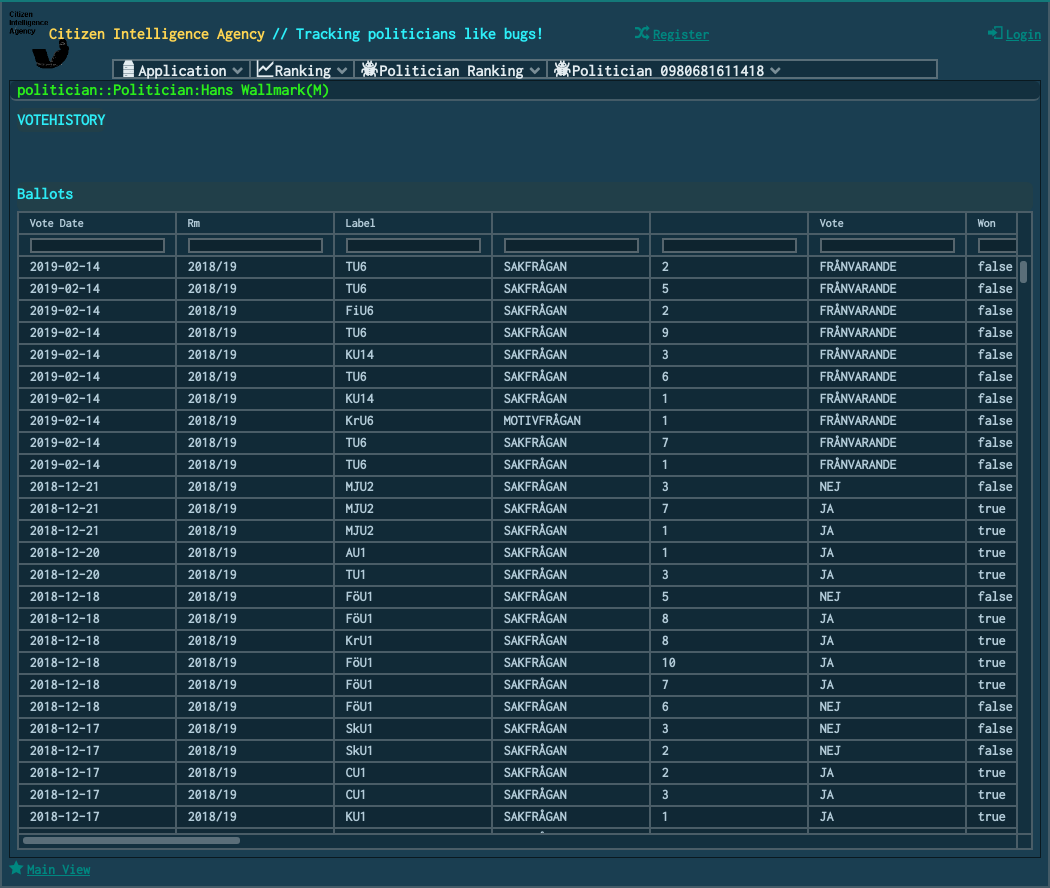 Citizen
Intelligence
Agency
Citizen Intelligence Agency // Tracking politicians like bugs!
Register
Login
Application Ranking Politician Ranking Politician 0980681611418
politician::Politician:Hans Wallmark(M)
VOTEHISTORY
Ballots
Vote Date Rm Label Vote Won
2019-02-14 2018/19 TU6 SAKFRÅGAN 2 FRÅNVARANDE false
2019-02-14 2018/19 TU6 SAKFRÅGAN 5 FRÅNVARANDE false
2019-02-14 2018/19 FiU6 SAKFRÅGAN 2 FRÅNVARANDE false
2019-02-14 2018/19 TU6 SAKFRÅGAN 9 FRÅNVARANDE false
2019-02-14 2018/19 KU14 SAKFRÅGAN 3 FRÅNVARANDE false
2019-02-14 2018/19 TU6 SAKFRÅGAN 6 FRÅNVARANDE false
2019-02-14 2018/19 KU14 SAKFRÅGAN 1 FRÅNVARANDE false
2019-02-14 2018/19 KrU6 MOTIVFRÅGAN 1 FRÅNVARANDE false
2019-02-14 2018/19 TU6 SAKFRÅGAN 7 FRÅNVARANDE false
2019-02-14 2018/19 TU6 SAKFRÅGAN 1 FRÅNVARANDE false
2018-12-21 2018/19 MJU2 SAKFRÅGAN 3 NEJ false
2018-12-21 2018/19 MJU2 SAKFRÅGAN 7 JA true
2018-12-21 2018/19 MJU2 SAKFRÅGAN 1 JA true
2018-12-20 2018/19 AU1 SAKFRÅGAN 1 JA true
2018-12-20 2018/19 TU1 SAKFRÅGAN 3 JA true
2018-12-18 2018/19 FöU1 SAKFRÅGAN 5 NEJ false
2018-12-18 2018/19 FöU1 SAKFRÅGAN 8 JA true
2018-12-18 2018/19 KrU1 SAKFRÅGAN 8 JA true
2018-12-18 2018/19 FöU1 SAKFRÅGAN 10 JA true
2018-12-18 2018/19 FöU1 SAKFRÅGAN 7 JA true
2018-12-18 2018/19 FöU1 SAKFRÅGAN 6 NEJ false
2018-12-17 2018/19 SkU1 SAKFRÅGAN 3 NEJ false
2018-12-17 2018/19 SkU1 SAKFRÅGAN 2 NEJ false
2018-12-17 2018/19 CU1 SAKFRÅGAN 2 JA true
2018-12-17 2018/19 CU1 SAKFRÅGAN 3 JA true
2018-12-17 2018/19 KU1 SAKFRÅGAN 1 JA true
Main View